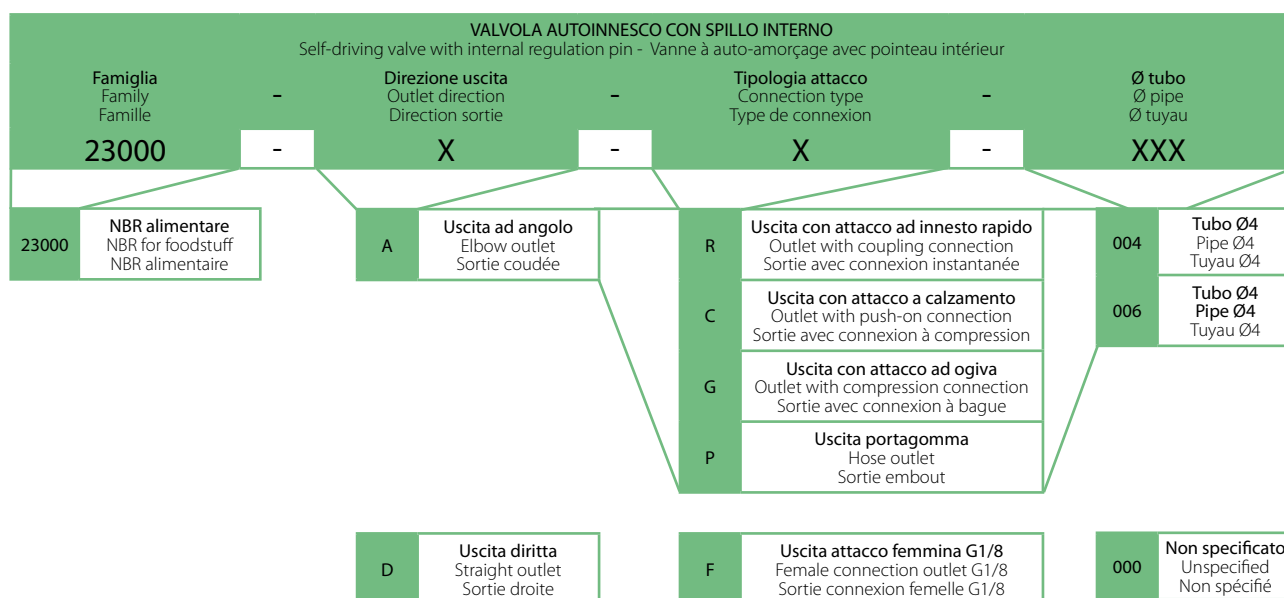 VALVOLA AUTOINNESCO CON SPILLO INTERNO
Self-driving valve with internal regulation pin - Vanne à auto-amorçage avec pointeau intérieur
Famiglia
Family
Famille
-
Direzione uscita
Outlet direction
Direction sortie
-
Tipologia attacco
Connection type
Type de connexion
-
Ø tubo
Ø pipe
Ø tuyau
23000 - X - X - XXX
23000
NBR alimentare
NBR for foodstuff
NBR alimentaire
A
Uscita ad angolo
Elbow outlet
Sortie coudée
R
Uscita con attacco ad innesto rapido
Outlet with coupling connection
Sortie avec connexion instantanée
C
Uscita con attacco a calzamento
Outlet with push-on connection
Sortie avec connexion à compression
G
Uscita con attacco ad ogiva
Outlet with compression connection
Sortie avec connexion à bague
P
Uscita portagomma
Hose outlet
Sortie embout
004
Tubo Ø4
Pipe Ø4
Tuyau Ø4
006
Tubo Ø4
Pipe Ø4
Tuyau Ø4
D
Uscita diritta
Straight outlet
Sortie droite
F
Uscita attacco femmina G1/8
Female connection outlet G1/8
Sortie connexion femelle G1/8
000
Non specificato
Unspecified
Non spécifié